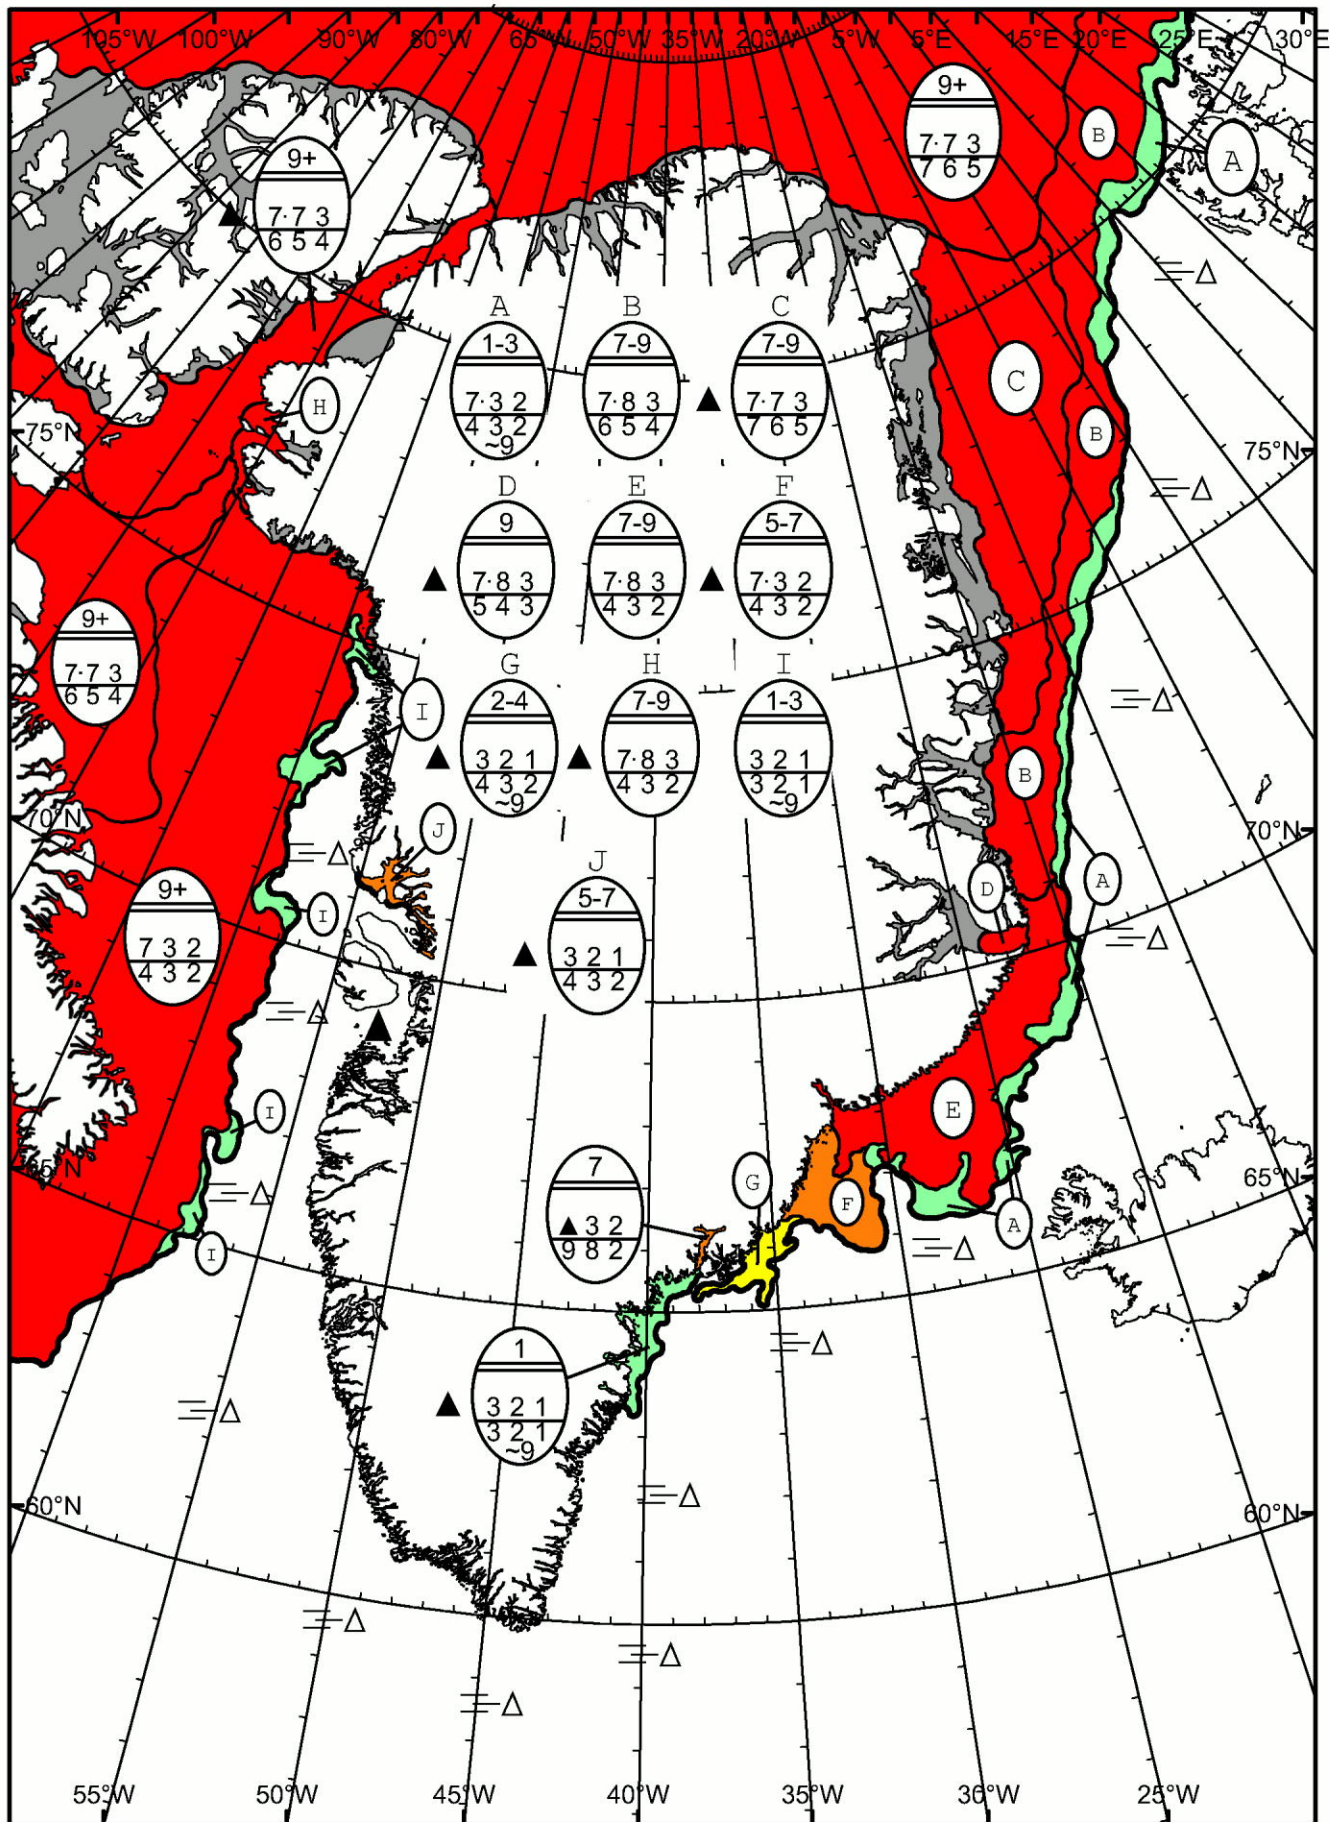 105°W 100°W 90°W 80°W 65°W 50°W 35°W 20°W 5°W 5°E 15°E 20°E 25°E 30°E
9+
7·7 3
7 6 5
B
A
9+
▲ 7·7 3
6 5 4
H
C
B
75°N
75°N
A
1-3
7·3 2
4 3 2
~9
B
7-9
7·8 3
6 5 4
C
7-9
▲ 7·7 3
7 6 5
D
9
▲ 7·8 3
5 4 3
E
7-9
7·8 3
4 3 2
F
5-7
▲ 7·3 2
4 3 2
G
2-4
▲ 3 2 1
4 3 2
~9
H
7-9
▲ 7·8 3
4 3 2
I
1-3
3 2 1
3 2 1
~9
9+
7·7 3
6 5 4
I
B
70°N
70°N
J
J
5-7
▲ 3 2 1
4 3 2
D
A
9+
7 3 2
4 3 2
I
I
E
65°N
65°N
7
▲ 3 2
9 8 2
G
F
A
I
1
▲ 3 2 1
3 2 1
~9
60°N
60°N
55°W 50°W 45°W 40°W 35°W 30°W 25°W